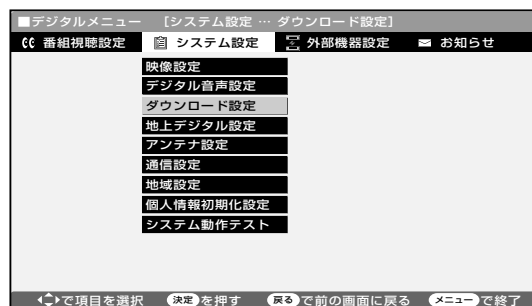 ■デジタルメニュー [システム設定 … ダウンロード設定]
番組視聴設定 システム設定 外部機器設定 お知らせ
映像設定
デジタル音声設定
ダウンロード設定
地上デジタル設定
アンテナ設定
通信設定
地域設定
個人情報初期化設定
システム動作テスト
で項目を選択 決定を押す 戻るで前の画面に戻る メニューで終了